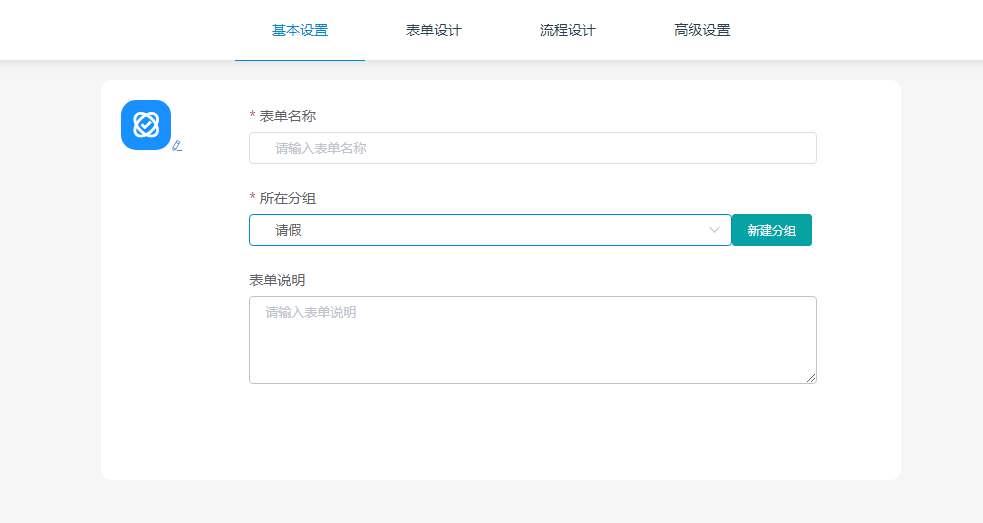 基本设置 表单设计 流程设计 高级设置
* 表单名称
请输入表单名称
* 所在分组
请假 新建分组
表单说明
请输入表单说明